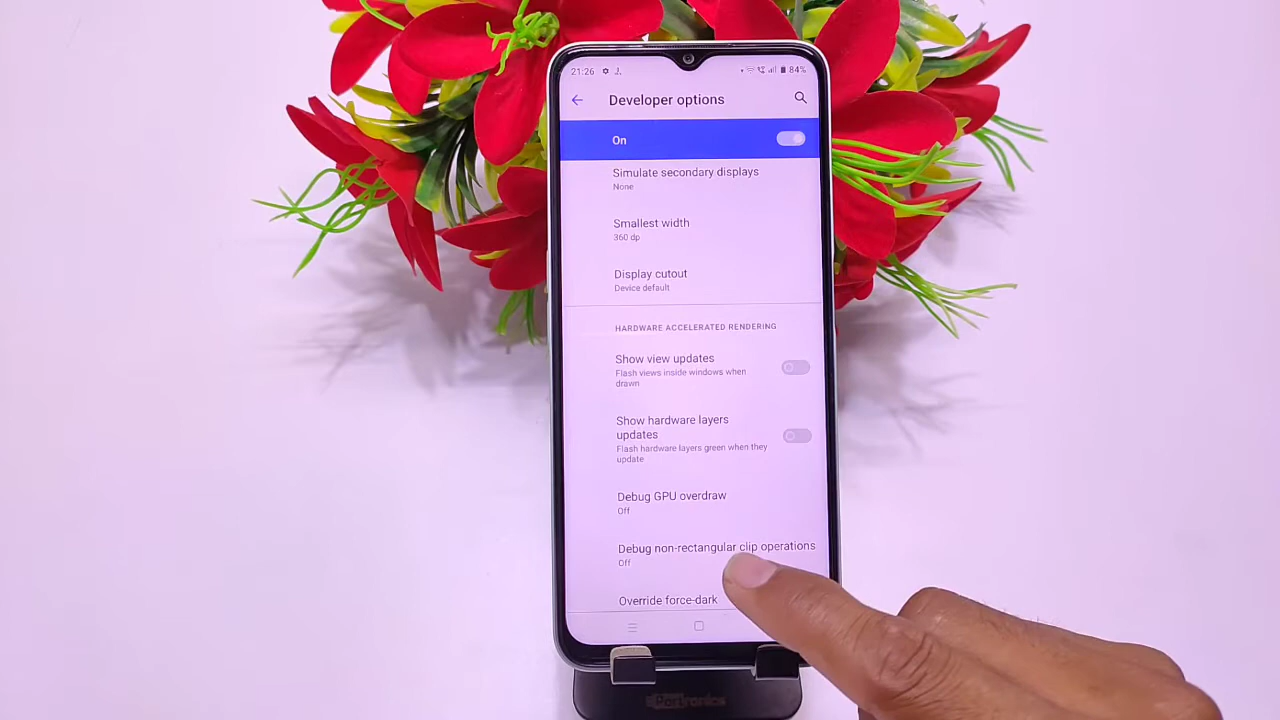 21:26
84%
Developer options
On
Simulate secondary displays
None
Smallest width
360 dp
Display cutout
Device default
HARDWARE ACCELERATED RENDERING
Show view updates
Flash views inside windows when
drawn
Show hardware layers
updates
Flash hardware layers green when they
update
Debug GPU overdraw
Off
Debug non-rectangular clip operations
Off
Override force-dark
Portronics